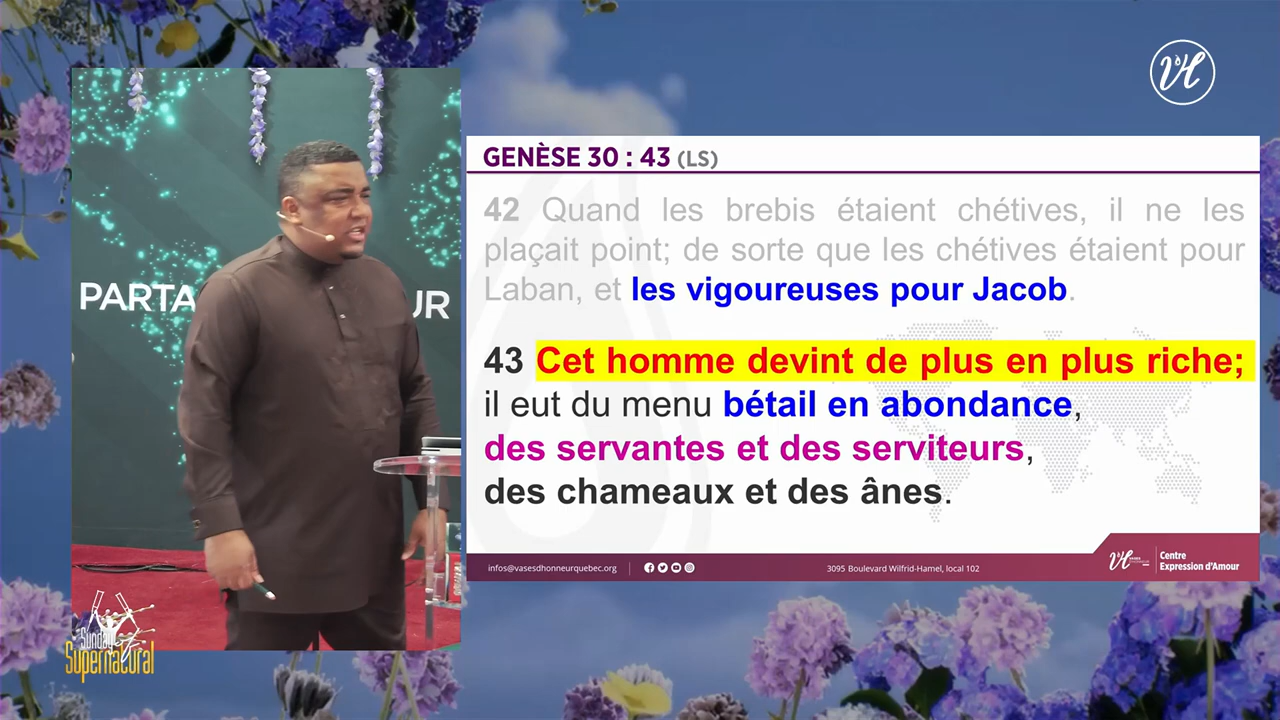 VH
GENÈSE 30 : 43 (LS)
42 Quand les brebis étaient chétives, il ne les
plaçait point; de sorte que les chétives étaient pour
Laban, et les vigoureuses pour Jacob.
43 Cet homme devint de plus en plus riche;
il eut du menu bétail en abondance,
des servantes et des serviteurs,
des chameaux et des ânes.
PARTA
UR
infos@vasesdhonneurquebec.org
3095 Boulevard Wilfrid-Hamel, local 102
Centre
Expression d'Amour
Sunday
Supernatural